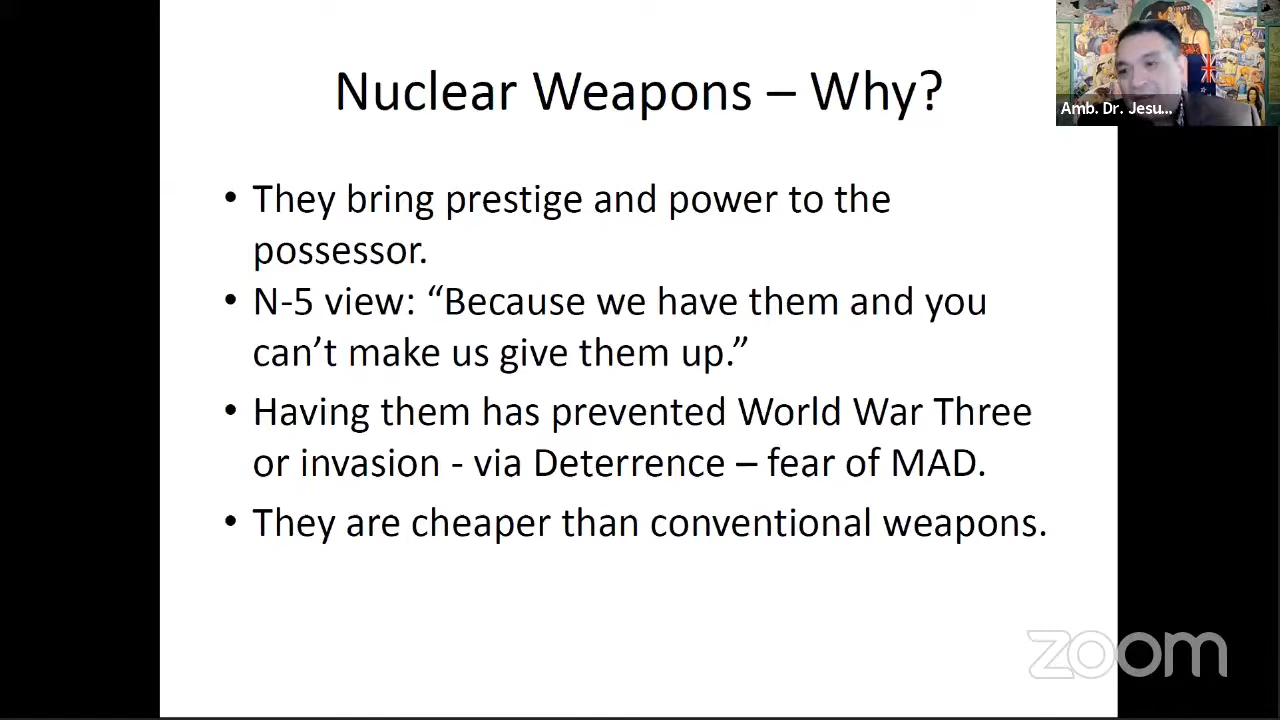 Nuclear Weapons – Why?
Amb. Dr. Jesu...
• They bring prestige and power to the
possessor.
• N-5 view: “Because we have them and you
can’t make us give them up.”
• Having them has prevented World War Three
or invasion - via Deterrence – fear of MAD.
• They are cheaper than conventional weapons.
zoom